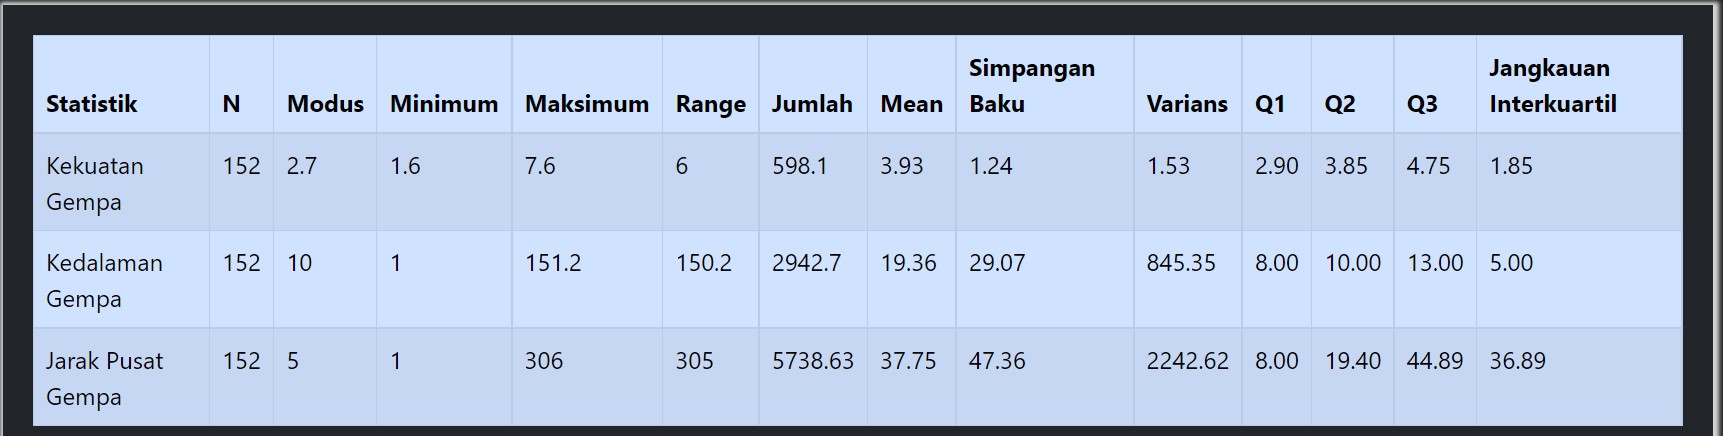 Statistik N Modus Minimum Maksimum Range Jumlah Mean Simpangan Baku Varians Q1 Q2 Q3 Jangkauan Interkuartil
Kekuatan Gempa 152 2.7 1.6 7.6 6 598.1 3.93 1.24 1.53 2.90 3.85 4.75 1.85
Kedalaman Gempa 152 10 1 151.2 150.2 2942.7 19.36 29.07 845.35 8.00 10.00 13.00 5.00
Jarak Pusat Gempa 152 5 1 306 305 5738.63 37.75 47.36 2242.62 8.00 19.40 44.89 36.89